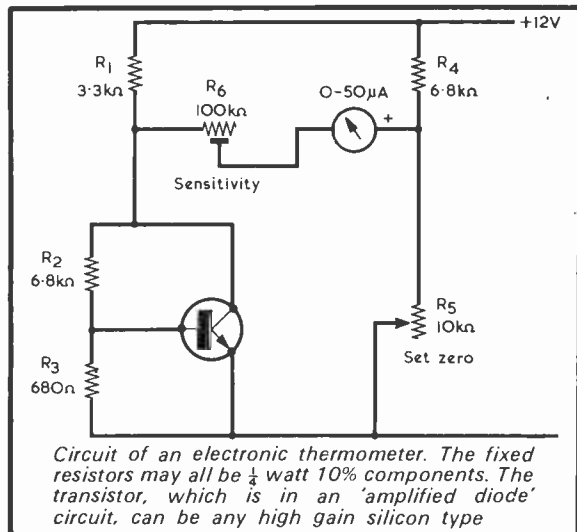 +12V
R1
3·3kΩ
R6
100kΩ
0-50μA
R4
6·8kΩ
+
Sensitivity
R2
6·8kΩ
R5
10kΩ
Set zero
R3
680Ω
Circuit of an electronic thermometer. The fixed
resistors may all be ¼ watt 10% components. The
transistor, which is in an 'amplified diode'
circuit, can be any high gain silicon type